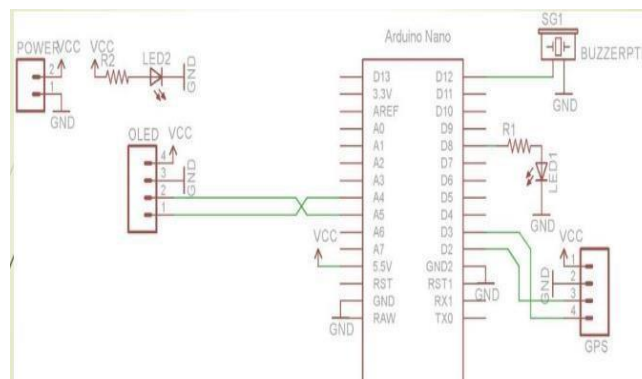 SG1
POWER
VCC
VCC
R2
LED2
GND
2
1
GND
Arduino Nano
BUZZERPT
GND
OLED
VCC
4
3
2
1
GND
D13
3.3V
AREF
A0
A1
A2
A3
A4
A5
A6
A7
5.5V
RST
GND
RAW
D12
D11
D10
D9
D8
D7
D6
D5
D4
D3
D2
GND2
RST1
RX1
TX0
R1
LED1
GND
VCC
GND
GND
VCC
GND
1
2
3
4
GPS